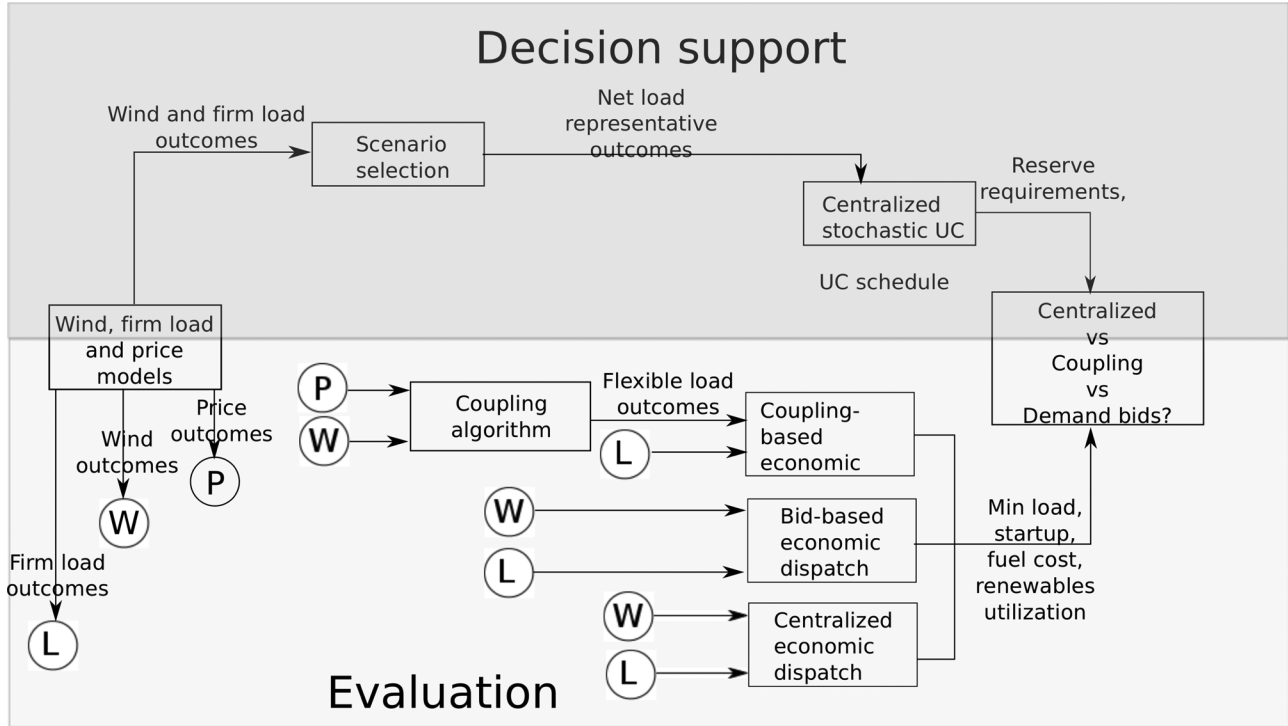 Decision support
Wind and firm load
outcomes
Scenario
selection
Net load
representative
outcomes
Centralized
stochastic UC
Reserve
requirements,
UC schedule
Centralized
vs
Coupling
vs
Demand bids?
Wind, firm load
and price
models
Price
outcomes
P
Wind
outcomes
W
Firm load
outcomes
L
P
W
Coupling
algorithm
Flexible load
outcomes
L
Coupling-
based
economic
W
L
Bid-based
economic
dispatch
W
L
Centralized
economic
dispatch
Min load,
startup,
fuel cost,
renewables
utilization
Evaluation